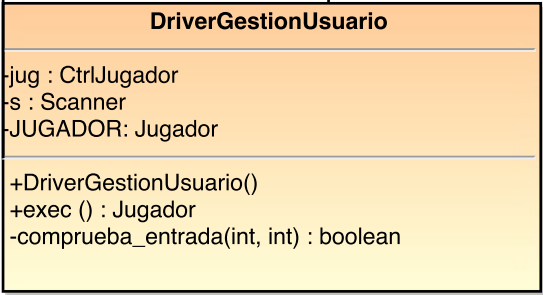 DriverGestionUsuario
-jug : CtrlJugador
-s : Scanner
-JUGADOR: Jugador
+DriverGestionUsuario()
+exec () : Jugador
-comprueba_entrada(int, int) : boolean